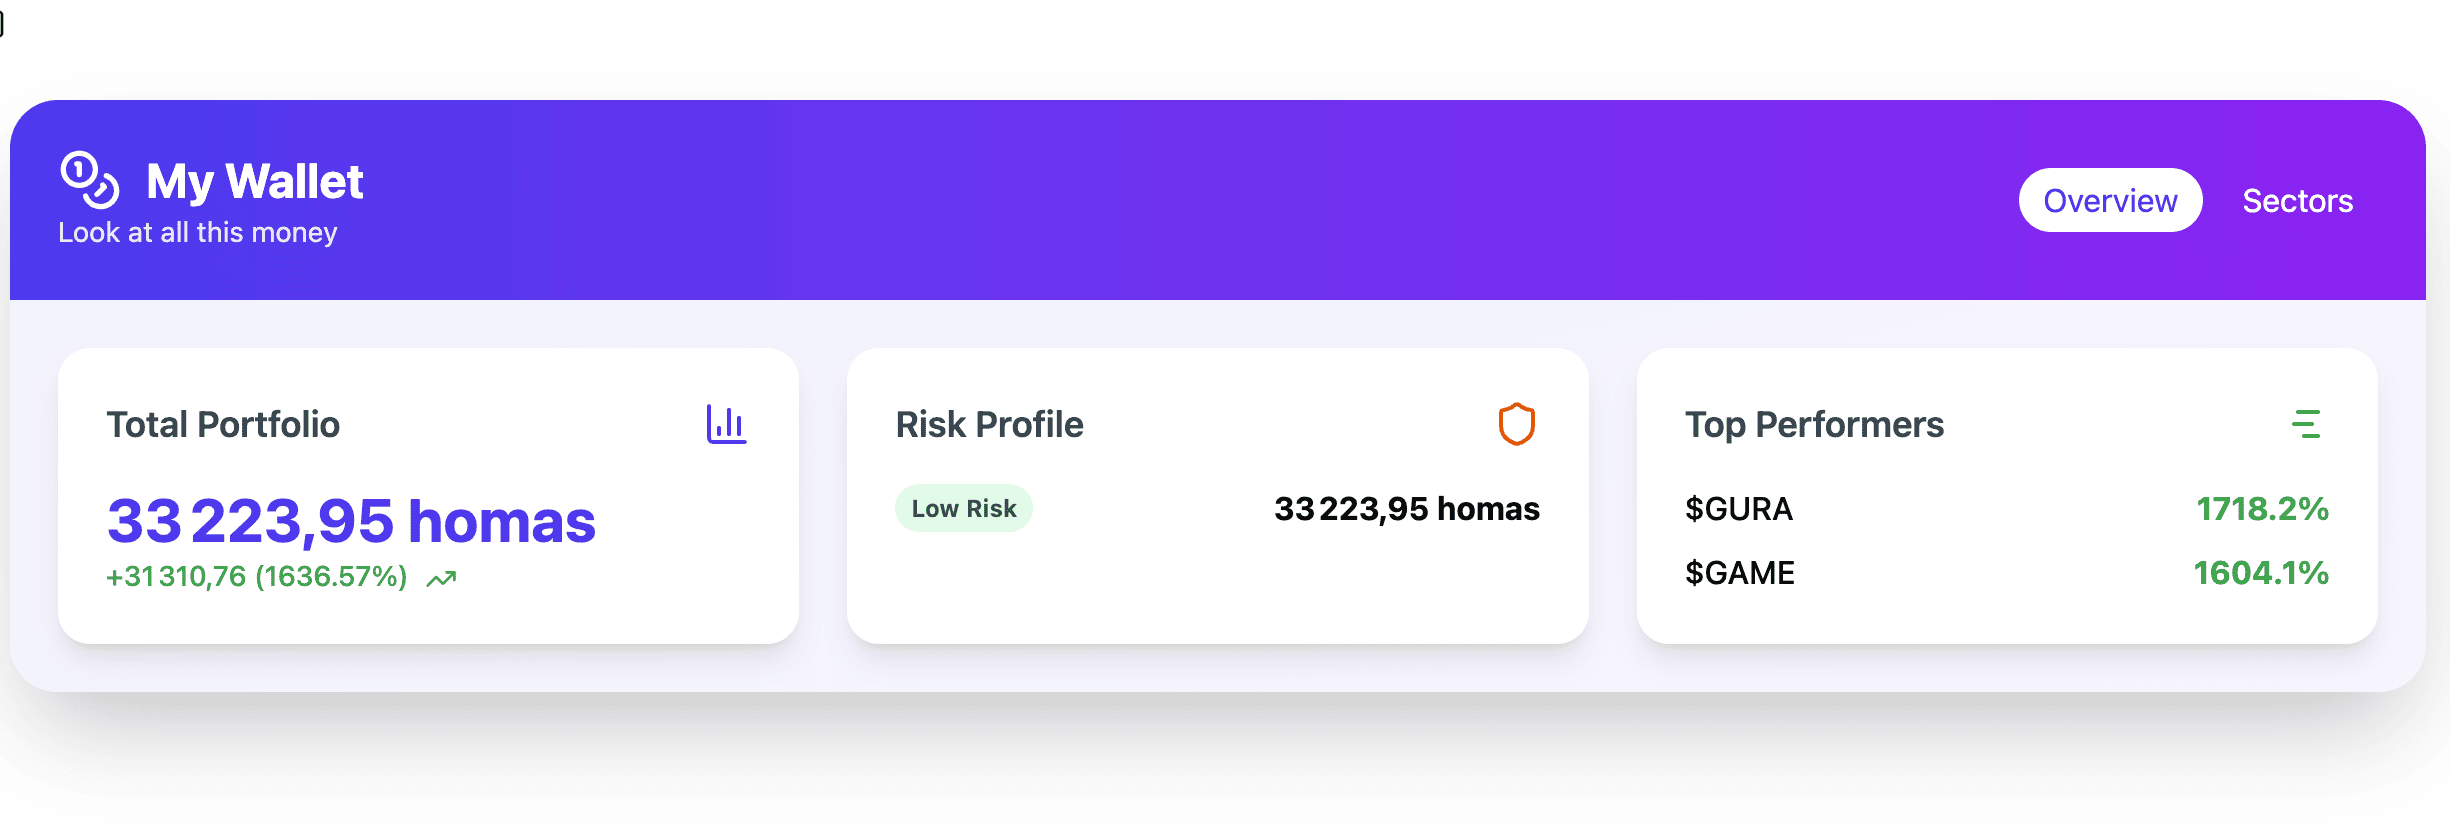 My Wallet
Look at all this money
Overview
Sectors
Total Portfolio
33 223,95 homas
+31 310,76 (1636.57%)
Risk Profile
Low Risk
33 223,95 homas
Top Performers
$GURA
1718.2%
$GAME
1604.1%